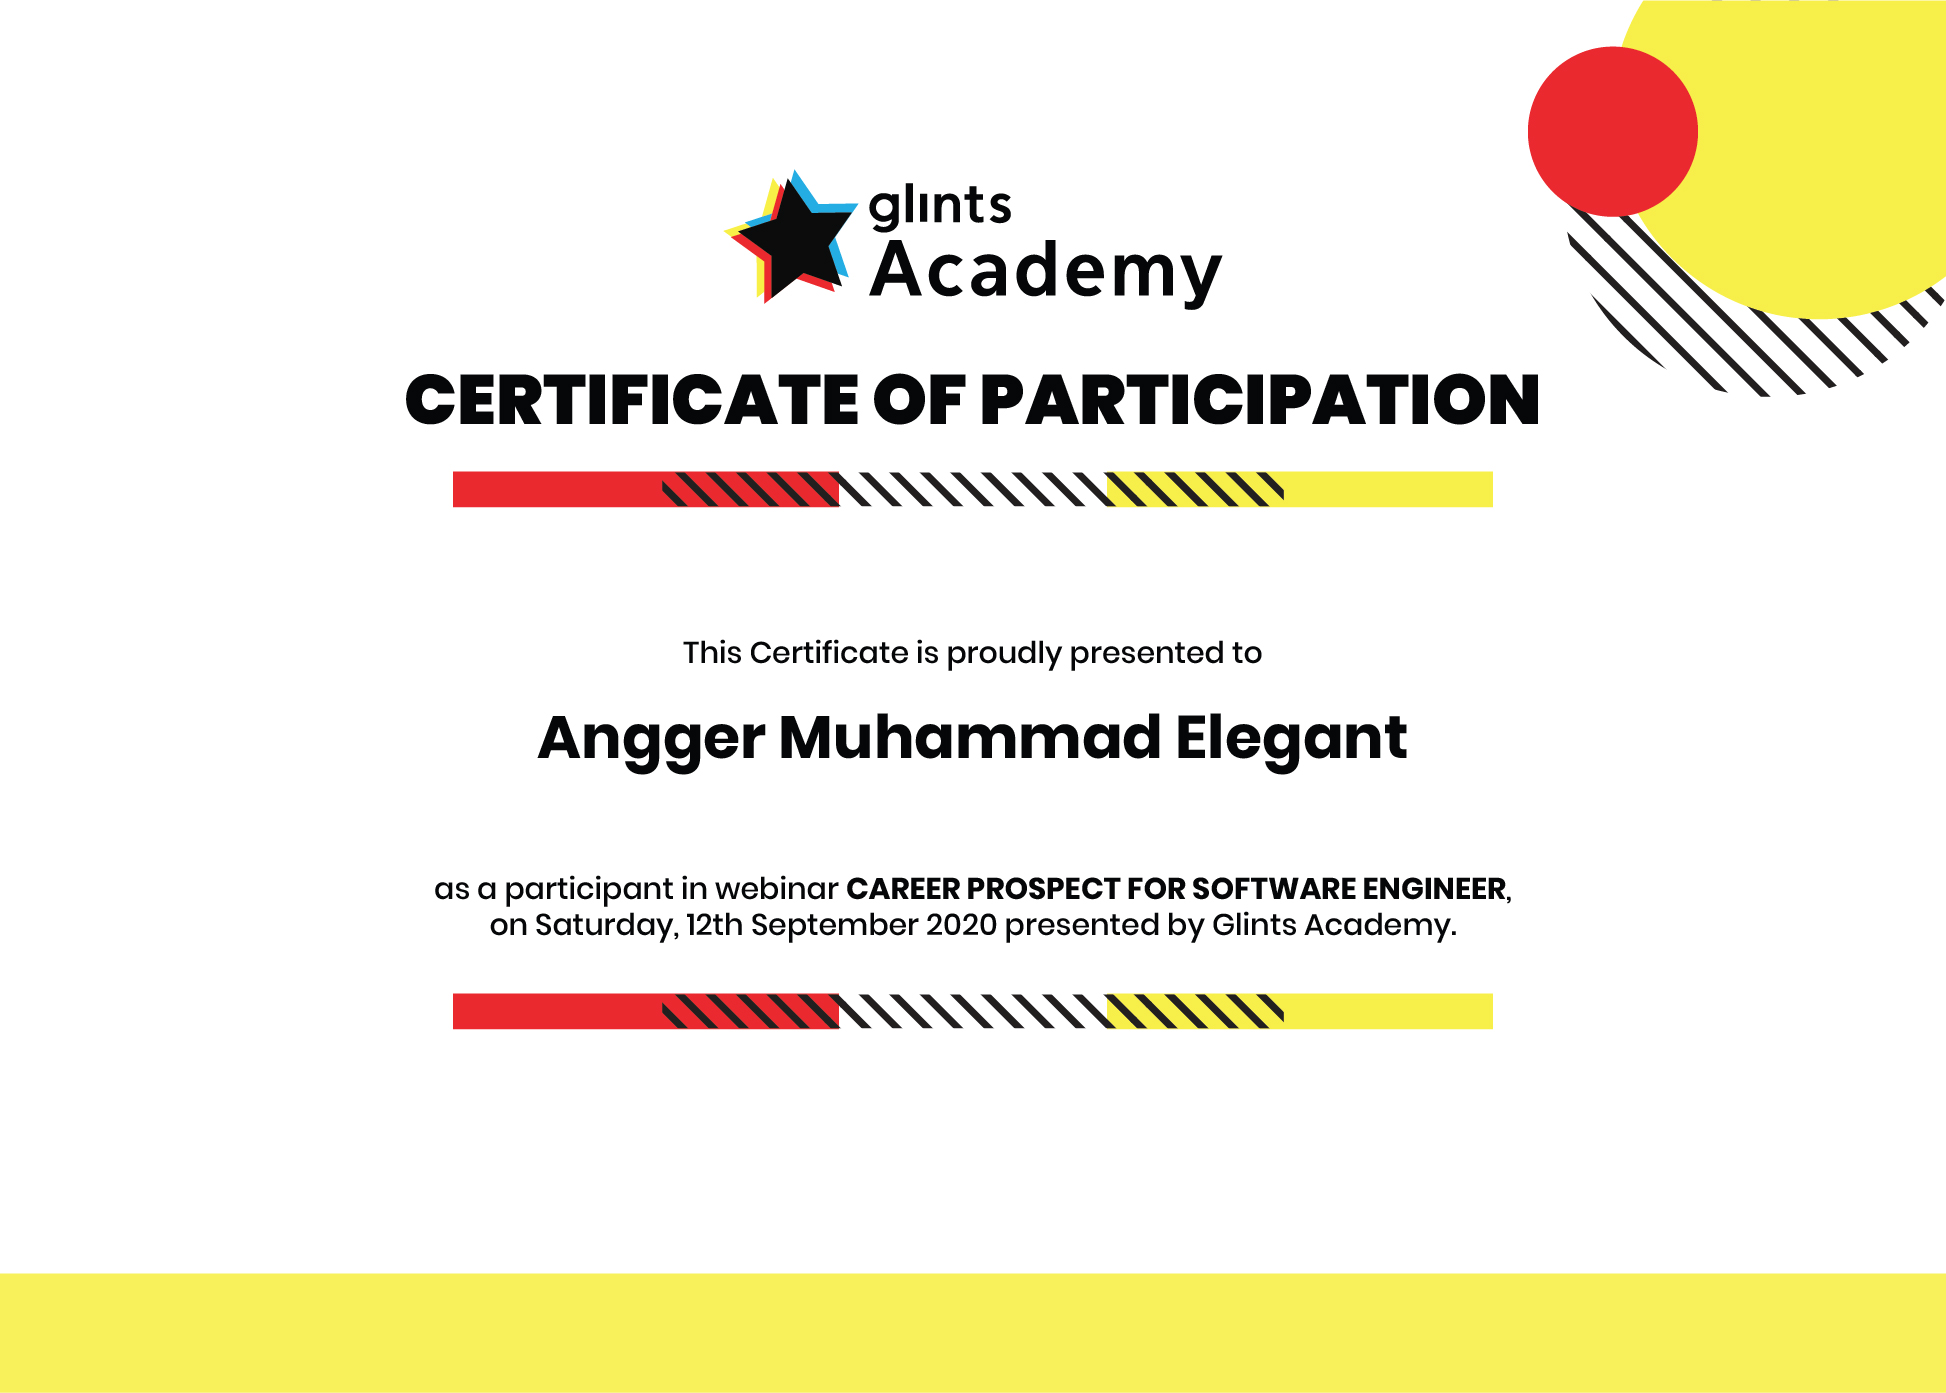 glints
Academy
CERTIFICATE OF PARTICIPATION
This Certificate is proudly presented to
Angger Muhammad Elegant
as a participant in webinar CAREER PROSPECT FOR SOFTWARE ENGINEER,
on Saturday, 12th September 2020 presented by Glints Academy.